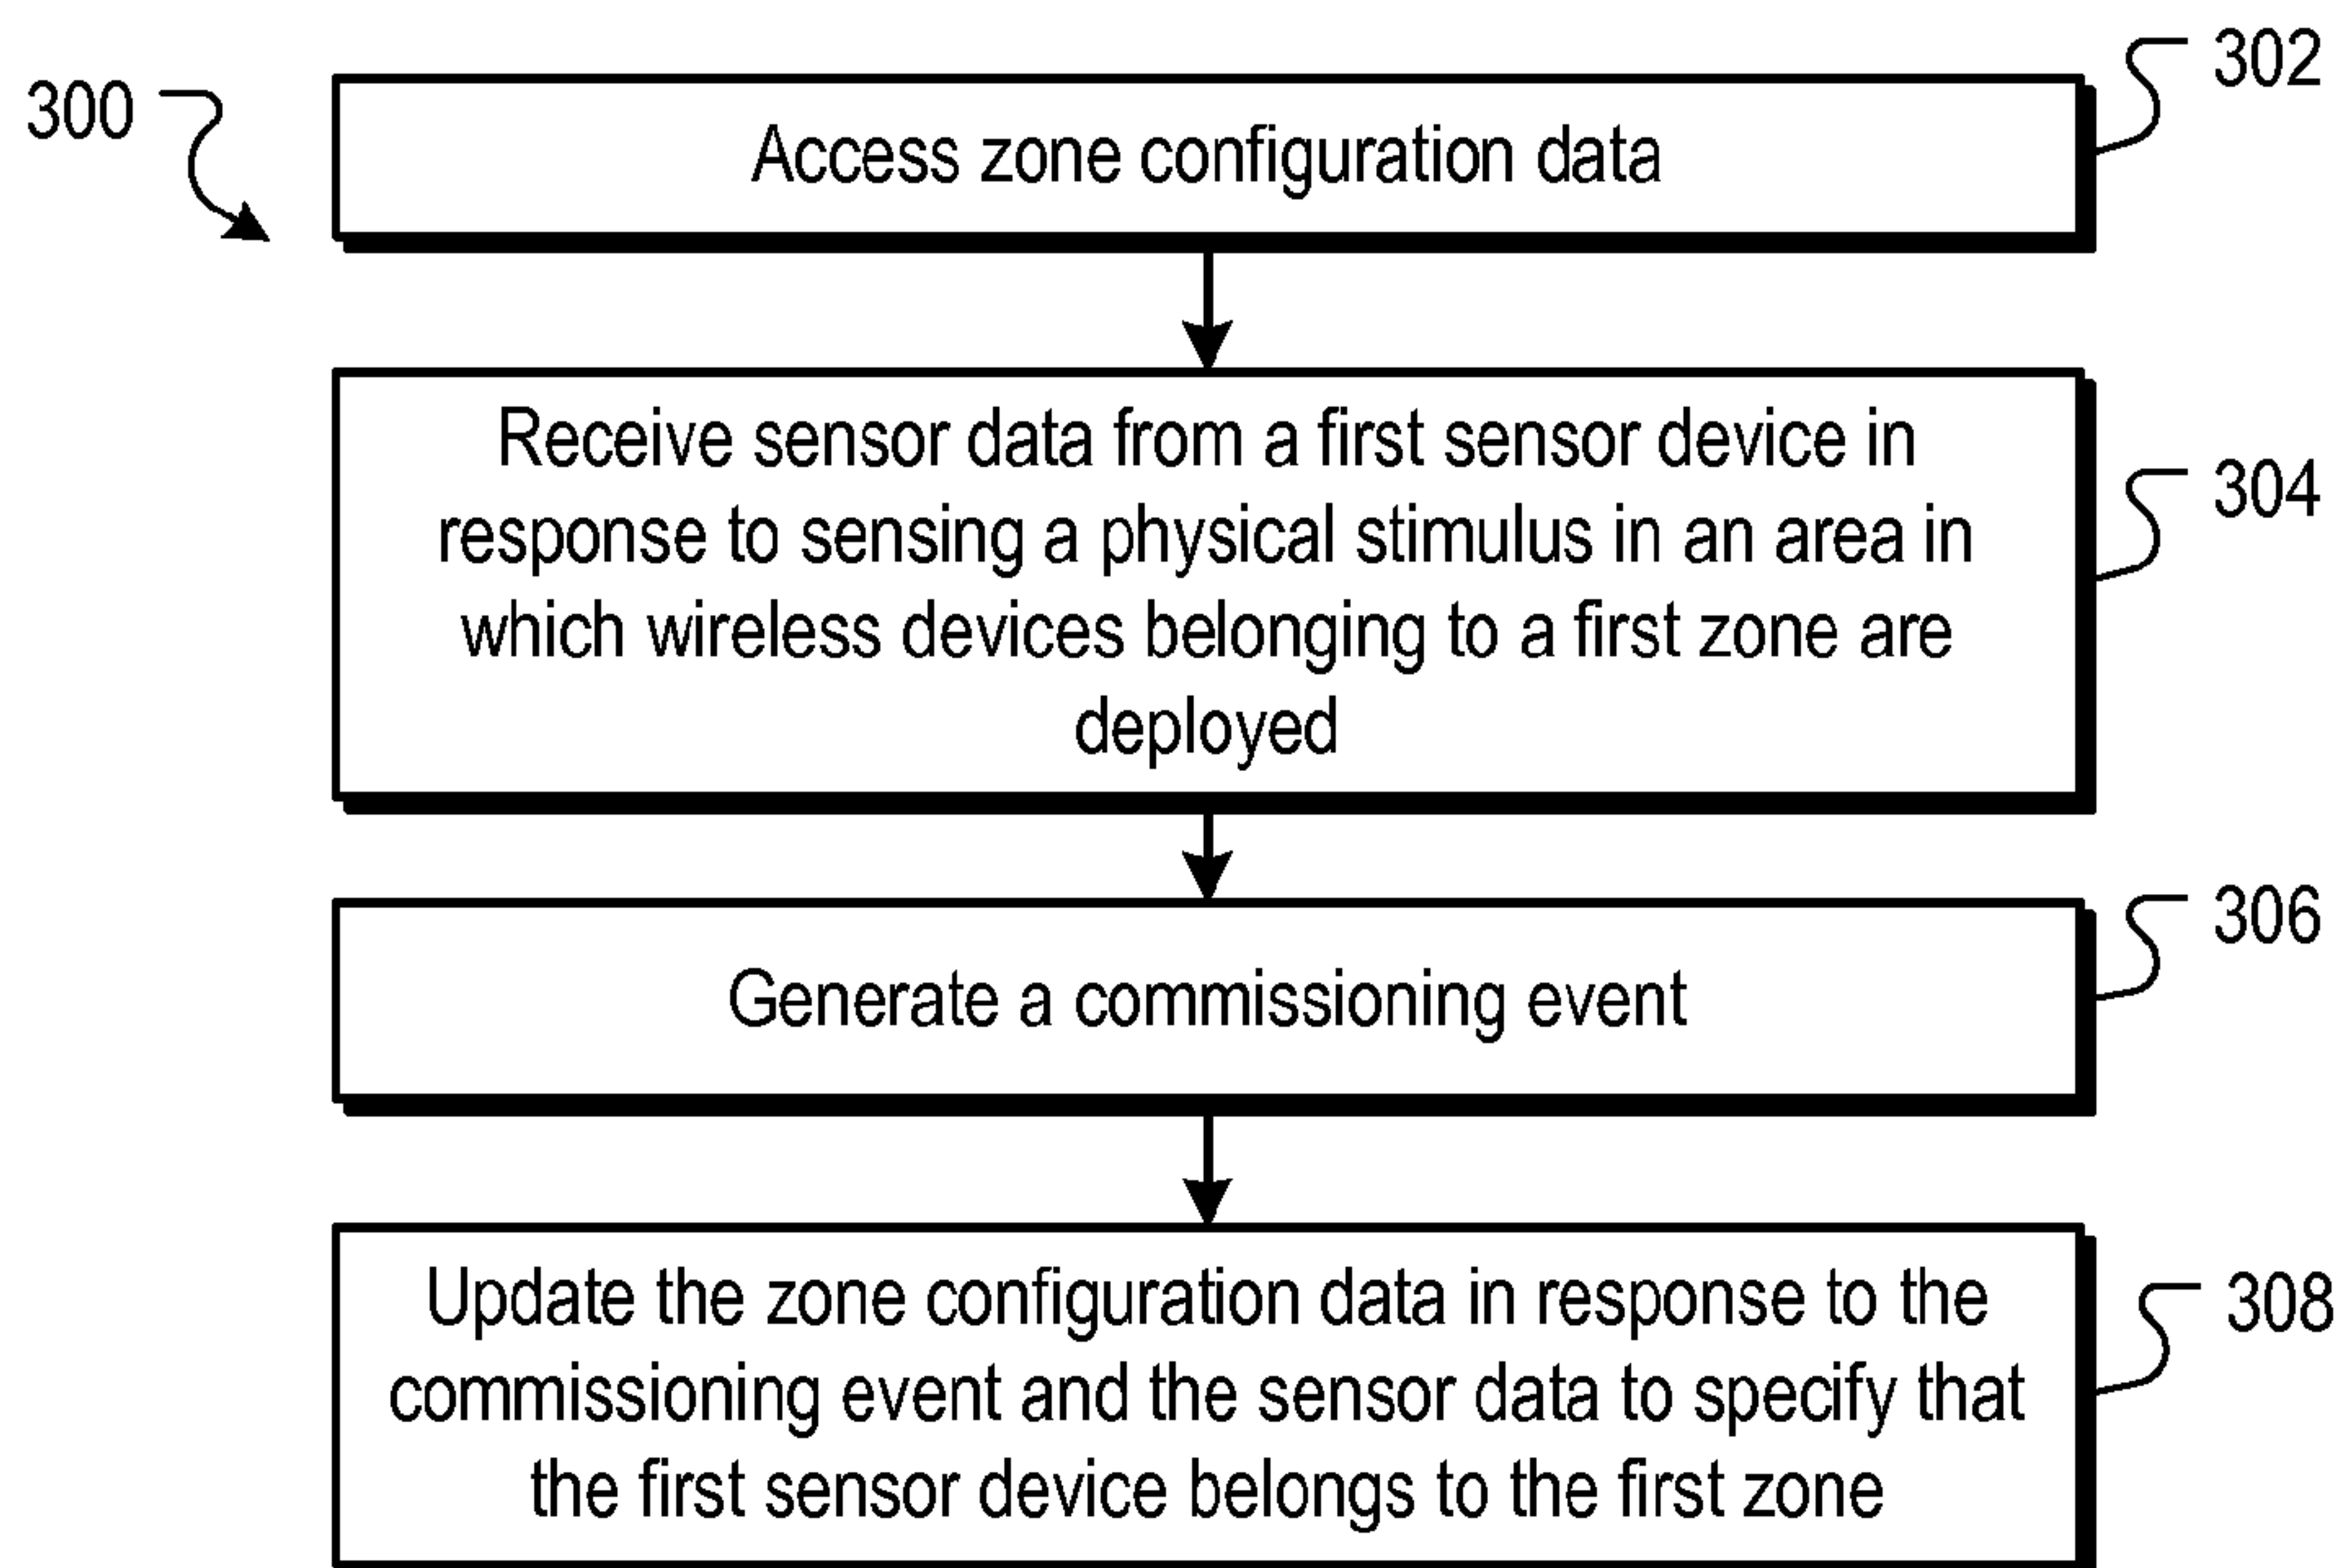 300
302
Access zone configuration data
Receive sensor data from a first sensor device in
response to sensing a physical stimulus in an area in
which wireless devices belonging to a first zone are
deployed
304
Generate a commissioning event
306
Update the zone configuration data in response to the
commissioning event and the sensor data to specify that
the first sensor device belongs to the first zone
308